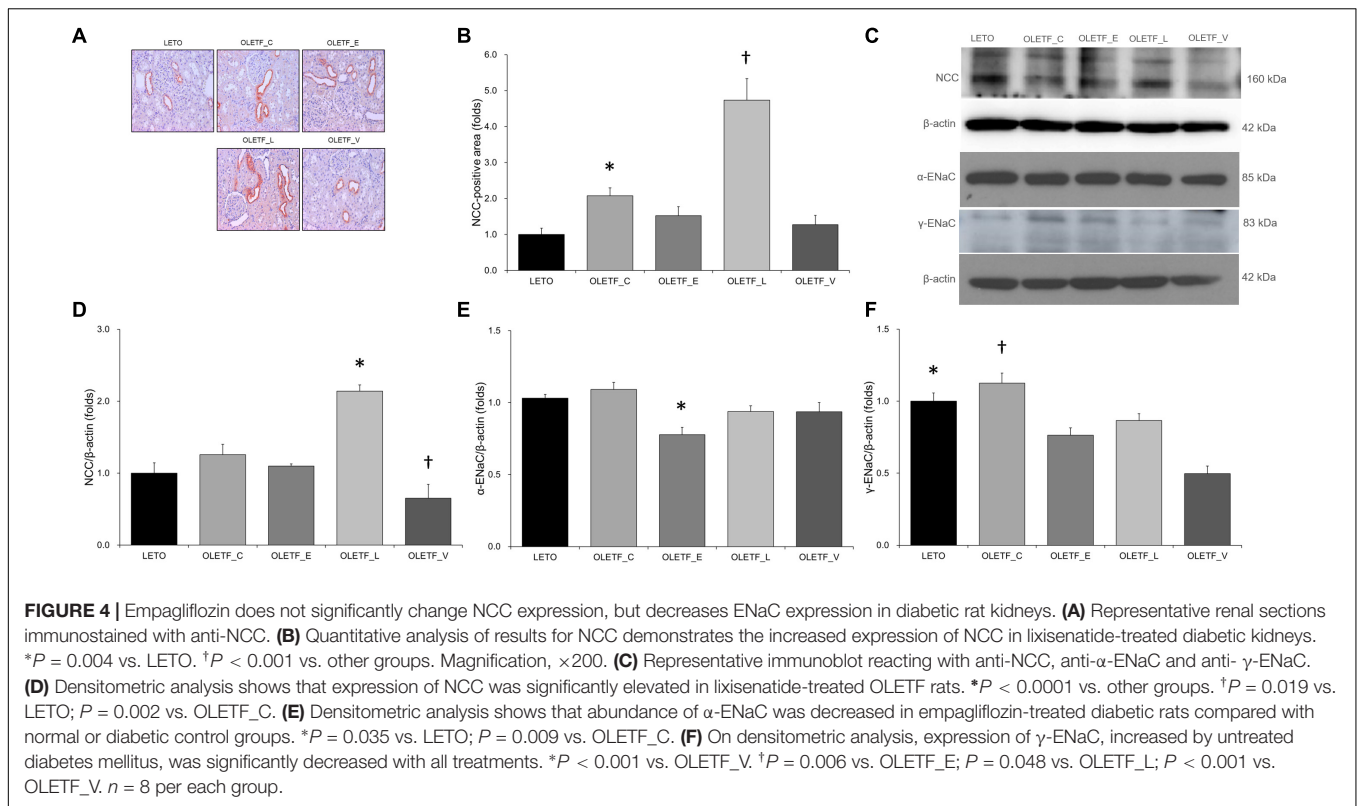 A
LETO
OLETF_C
OLETF_E
OLETF_L
OLETF_V
B
NCC-positive area (folds)
6.0
5.0
4.0
3.0
2.0
1.0
0.0
*
†
LETO
OLETF_C
OLETF_E
OLETF_L
OLETF_V
C
LETO
OLETF_C
OLETF_E
OLETF_L
OLETF_V
NCC
160 kDa
β-actin
42 kDa
α-ENaC
85 kDa
γ-ENaC
83 kDa
β-actin
42 kDa
D
NCC/β-actin (folds)
3.0
2.0
1.0
0.0
*
†
LETO
OLETF_C
OLETF_E
OLETF_L
OLETF_V
E
α-ENaC/β-actin (folds)
1.5
1.0
0.5
0.0
*
LETO
OLETF_C
OLETF_E
OLETF_L
OLETF_V
F
γ-ENaC/β-actin (folds)
1.5
1.0
0.5
0.0
*
†
LETO
OLETF_C
OLETF_E
OLETF_L
OLETF_V
FIGURE 4 | Empagliflozin does not significantly change NCC expression, but decreases ENaC expression in diabetic rat kidneys. (A) Representative renal sections
immunostained with anti-NCC. (B) Quantitative analysis of results for NCC demonstrates the increased expression of NCC in lixisenatide-treated diabetic kidneys.
*P = 0.004 vs. LETO. †P < 0.001 vs. other groups. Magnification, ×200. (C) Representative immunoblot reacting with anti-NCC, anti-α-ENaC and anti- γ-ENaC.
(D) Densitometric analysis shows that expression of NCC was significantly elevated in lixisenatide-treated OLETF rats. *P < 0.0001 vs. other groups. †P = 0.019 vs.
LETO; P = 0.002 vs. OLETF_C. (E) Densitometric analysis shows that abundance of α-ENaC was decreased in empagliflozin-treated diabetic rats compared with
normal or diabetic control groups. *P = 0.035 vs. LETO; P = 0.009 vs. OLETF_C. (F) On densitometric analysis, expression of γ-ENaC, increased by untreated
diabetes mellitus, was significantly decreased with all treatments. *P < 0.001 vs. OLETF_V. †P = 0.006 vs. OLETF_E; P = 0.048 vs. OLETF_L; P < 0.001 vs.
OLETF_V. n = 8 per each group.